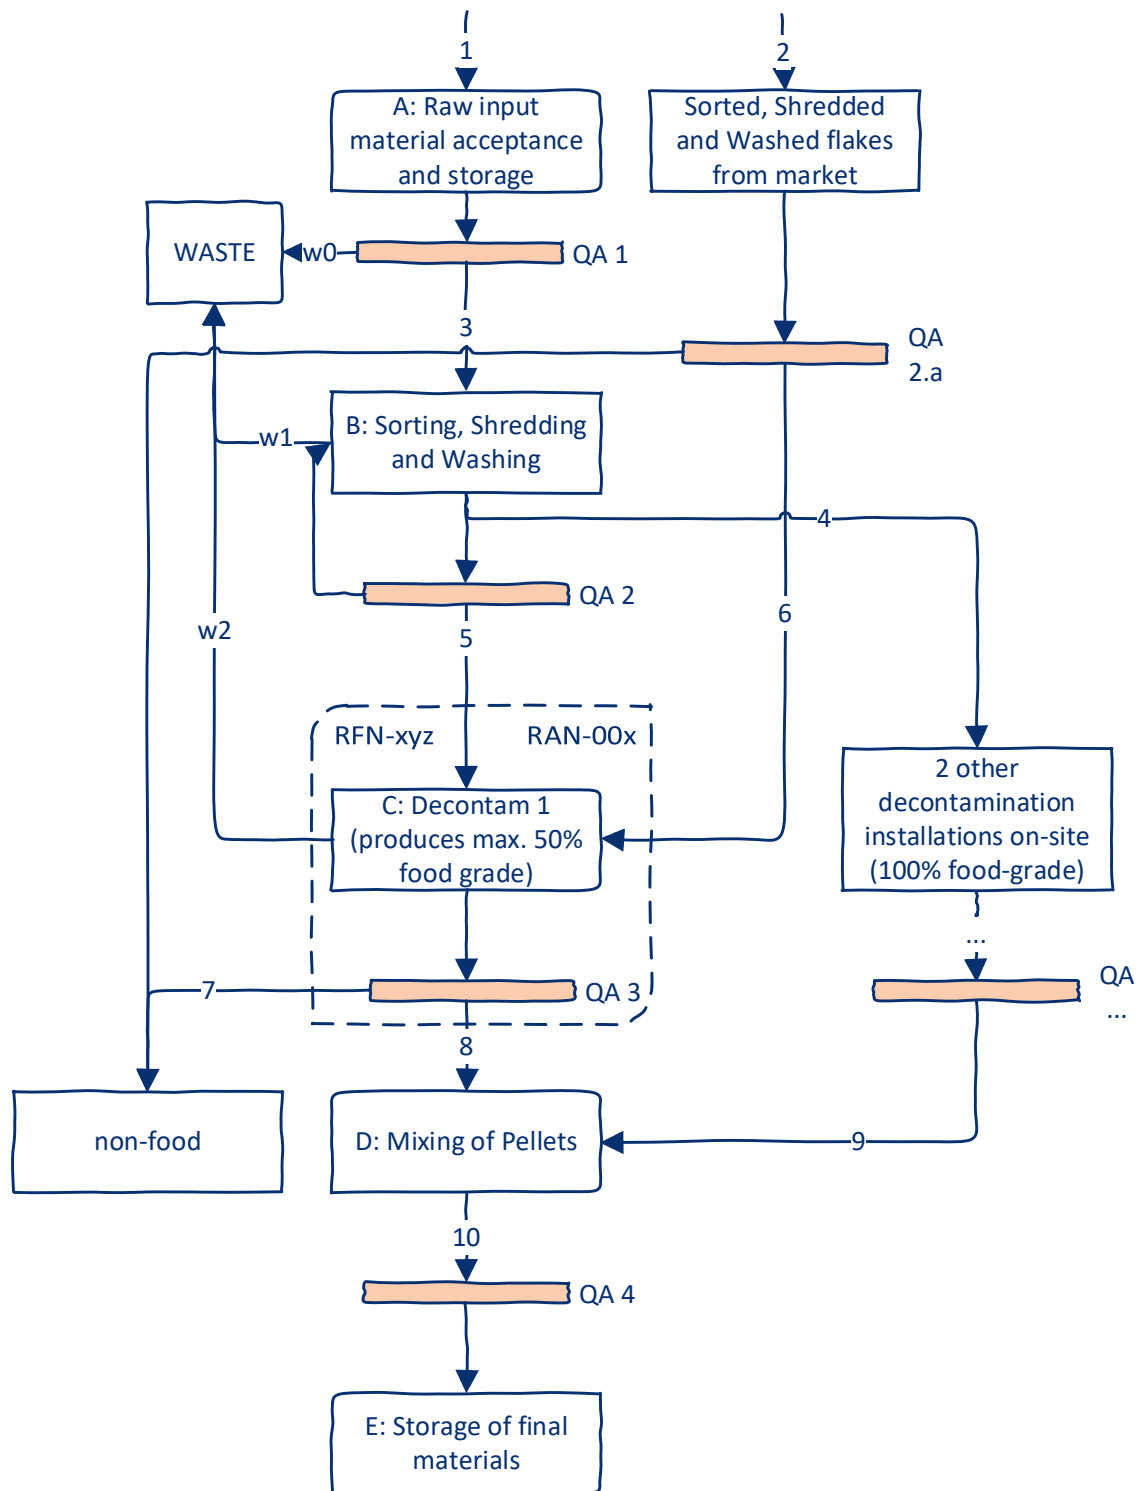 1
2
A: Raw input
material acceptance
and storage
Sorted, Shredded
and Washed flakes
from market
WASTE
w0
QA 1
3
QA
2.a
B: Sorting, Shredding
and Washing
w1
4
QA 2
w2
5
6
RFN-xyz
RAN-00x
C: Decontam 1
(produces max. 50%
food grade)
2 other
decontamination
installations on-site
(100% food-grade)
...
7
QA 3
QA
...
8
non-food
D: Mixing of Pellets
9
10
QA 4
E: Storage of final
materials